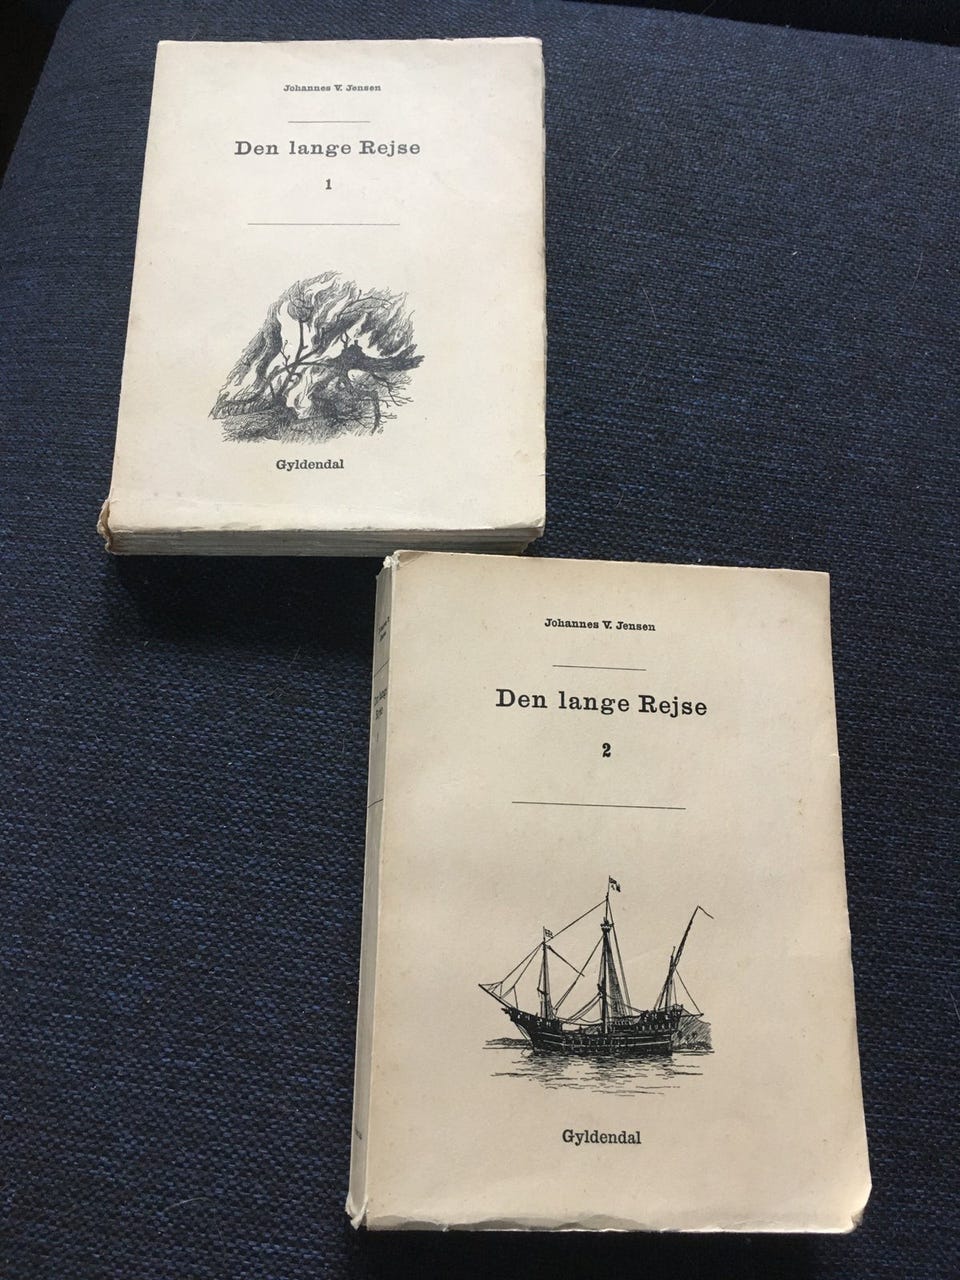 Johannes V. Jensen
Den lange Rejse
1
Gyldendal
Johannes V. Jensen
Den lange Rejse
2
Gyldendal